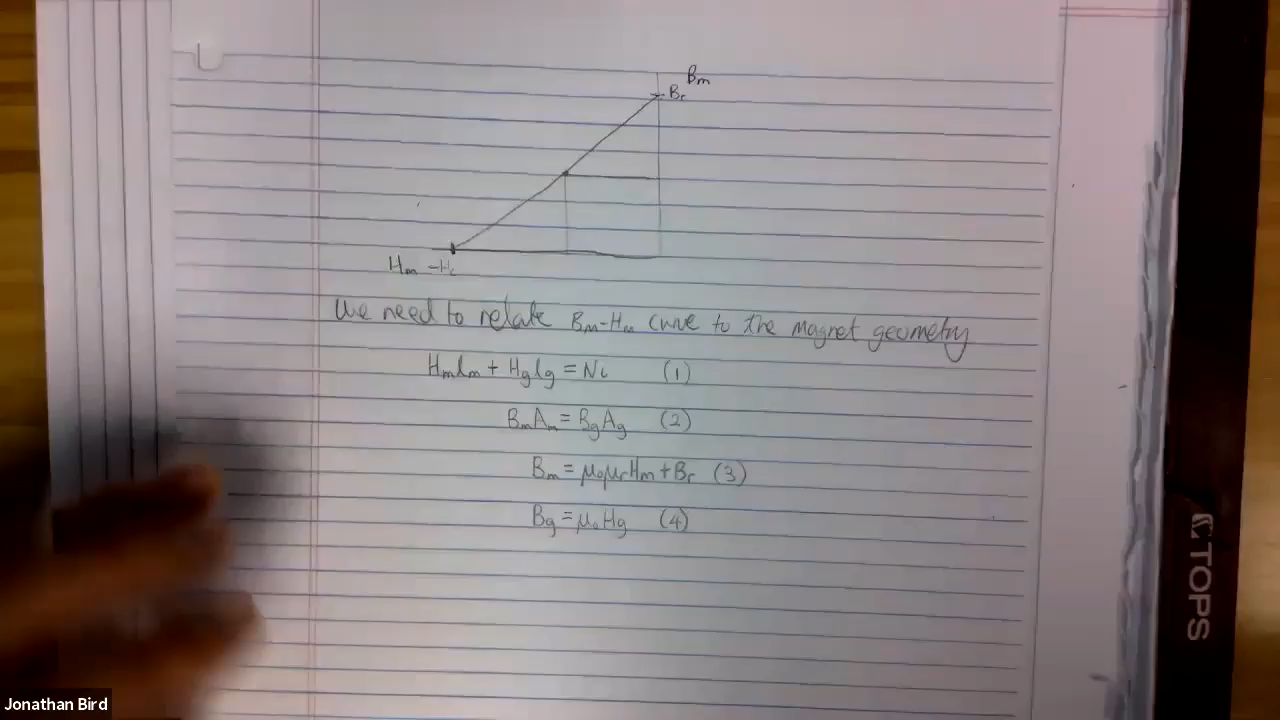 Bm
Br
Hm -Hc
We need to relate Bm-Hm curve to the magnet geometry
Hmlm + Hglg = Ni (1)
BmAm = BgAg (2)
Bm = μ0μrHm + Br (3)
Bg = μ0Hg (4)
TOPS
Jonathan Bird